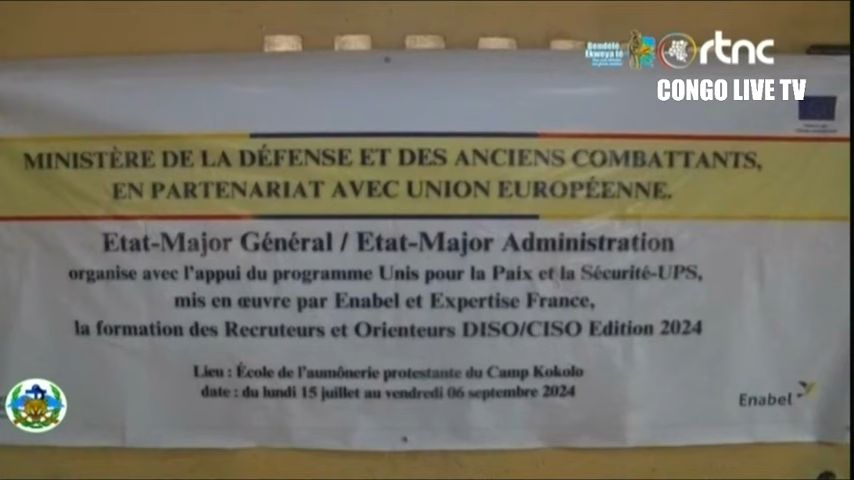 Bendélé
Ekweya té
rtnc
CONGO LIVE TV
MINISTÈRE DE LA DÉFENSE ET DES ANCIENS COMBATTANTS,
EN PARTENARIAT AVEC UNION EUROPÉENNE.
Etat-Major Général / Etat-Major Administration
organise avec l'appui du programme Unis pour la Paix et la Sécurité-UPS,
mis en œuvre par Enabel et Expertise France,
la formation des Recruteurs et Orienteurs DISO/CISO Edition 2024
Lieu : École de l'aumônerie protestante du Camp Kokolo
date : du lundi 15 juillet au vendredi 06 septembre 2024
Enabel